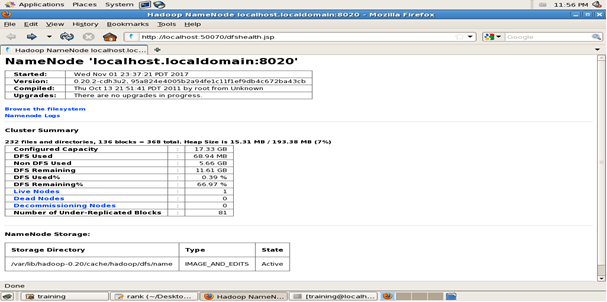 Applications Places System 11:56 PM
Hadoop NameNode localhost.localdomain:8020 - Mozilla Firefox
File Edit View History Bookmarks Tools Help
http://localhost:50070/dfshealth.jsp Google
Hadoop NameNode localhost.loc...
NameNode 'localhost.localdomain:8020'
Started: Wed Nov 01 23:37:21 PDT 2017
Version: 0.20.2-cdh3u2, 95a824e4005b2a94fe1c11f1ef9db4c672ba43cb
Compiled: Thu Oct 13 21:51:41 PDT 2011 by root from Unknown
Upgrades: There are no upgrades in progress.
Browse the filesystem
Namenode Logs
Cluster Summary
232 files and directories, 136 blocks = 368 total. Heap Size is 15.31 MB / 193.38 MB (7%)
Configured Capacity : 17.33 GB
DFS Used : 68.94 MB
Non DFS Used : 5.66 GB
DFS Remaining : 11.61 GB
DFS Used% : 0.39 %
DFS Remaining% : 66.97 %
Live Nodes : 1
Dead Nodes : 0
Decommissioning Nodes : 0
Number of Under-Replicated Blocks : 81
NameNode Storage:
Storage Directory Type State
/var/lib/hadoop-0.20/cache/hadoop/dfs/name IMAGE_AND_EDITS Active
Done
training rank (~/Deskto... Hadoop NameN... [training@localh...